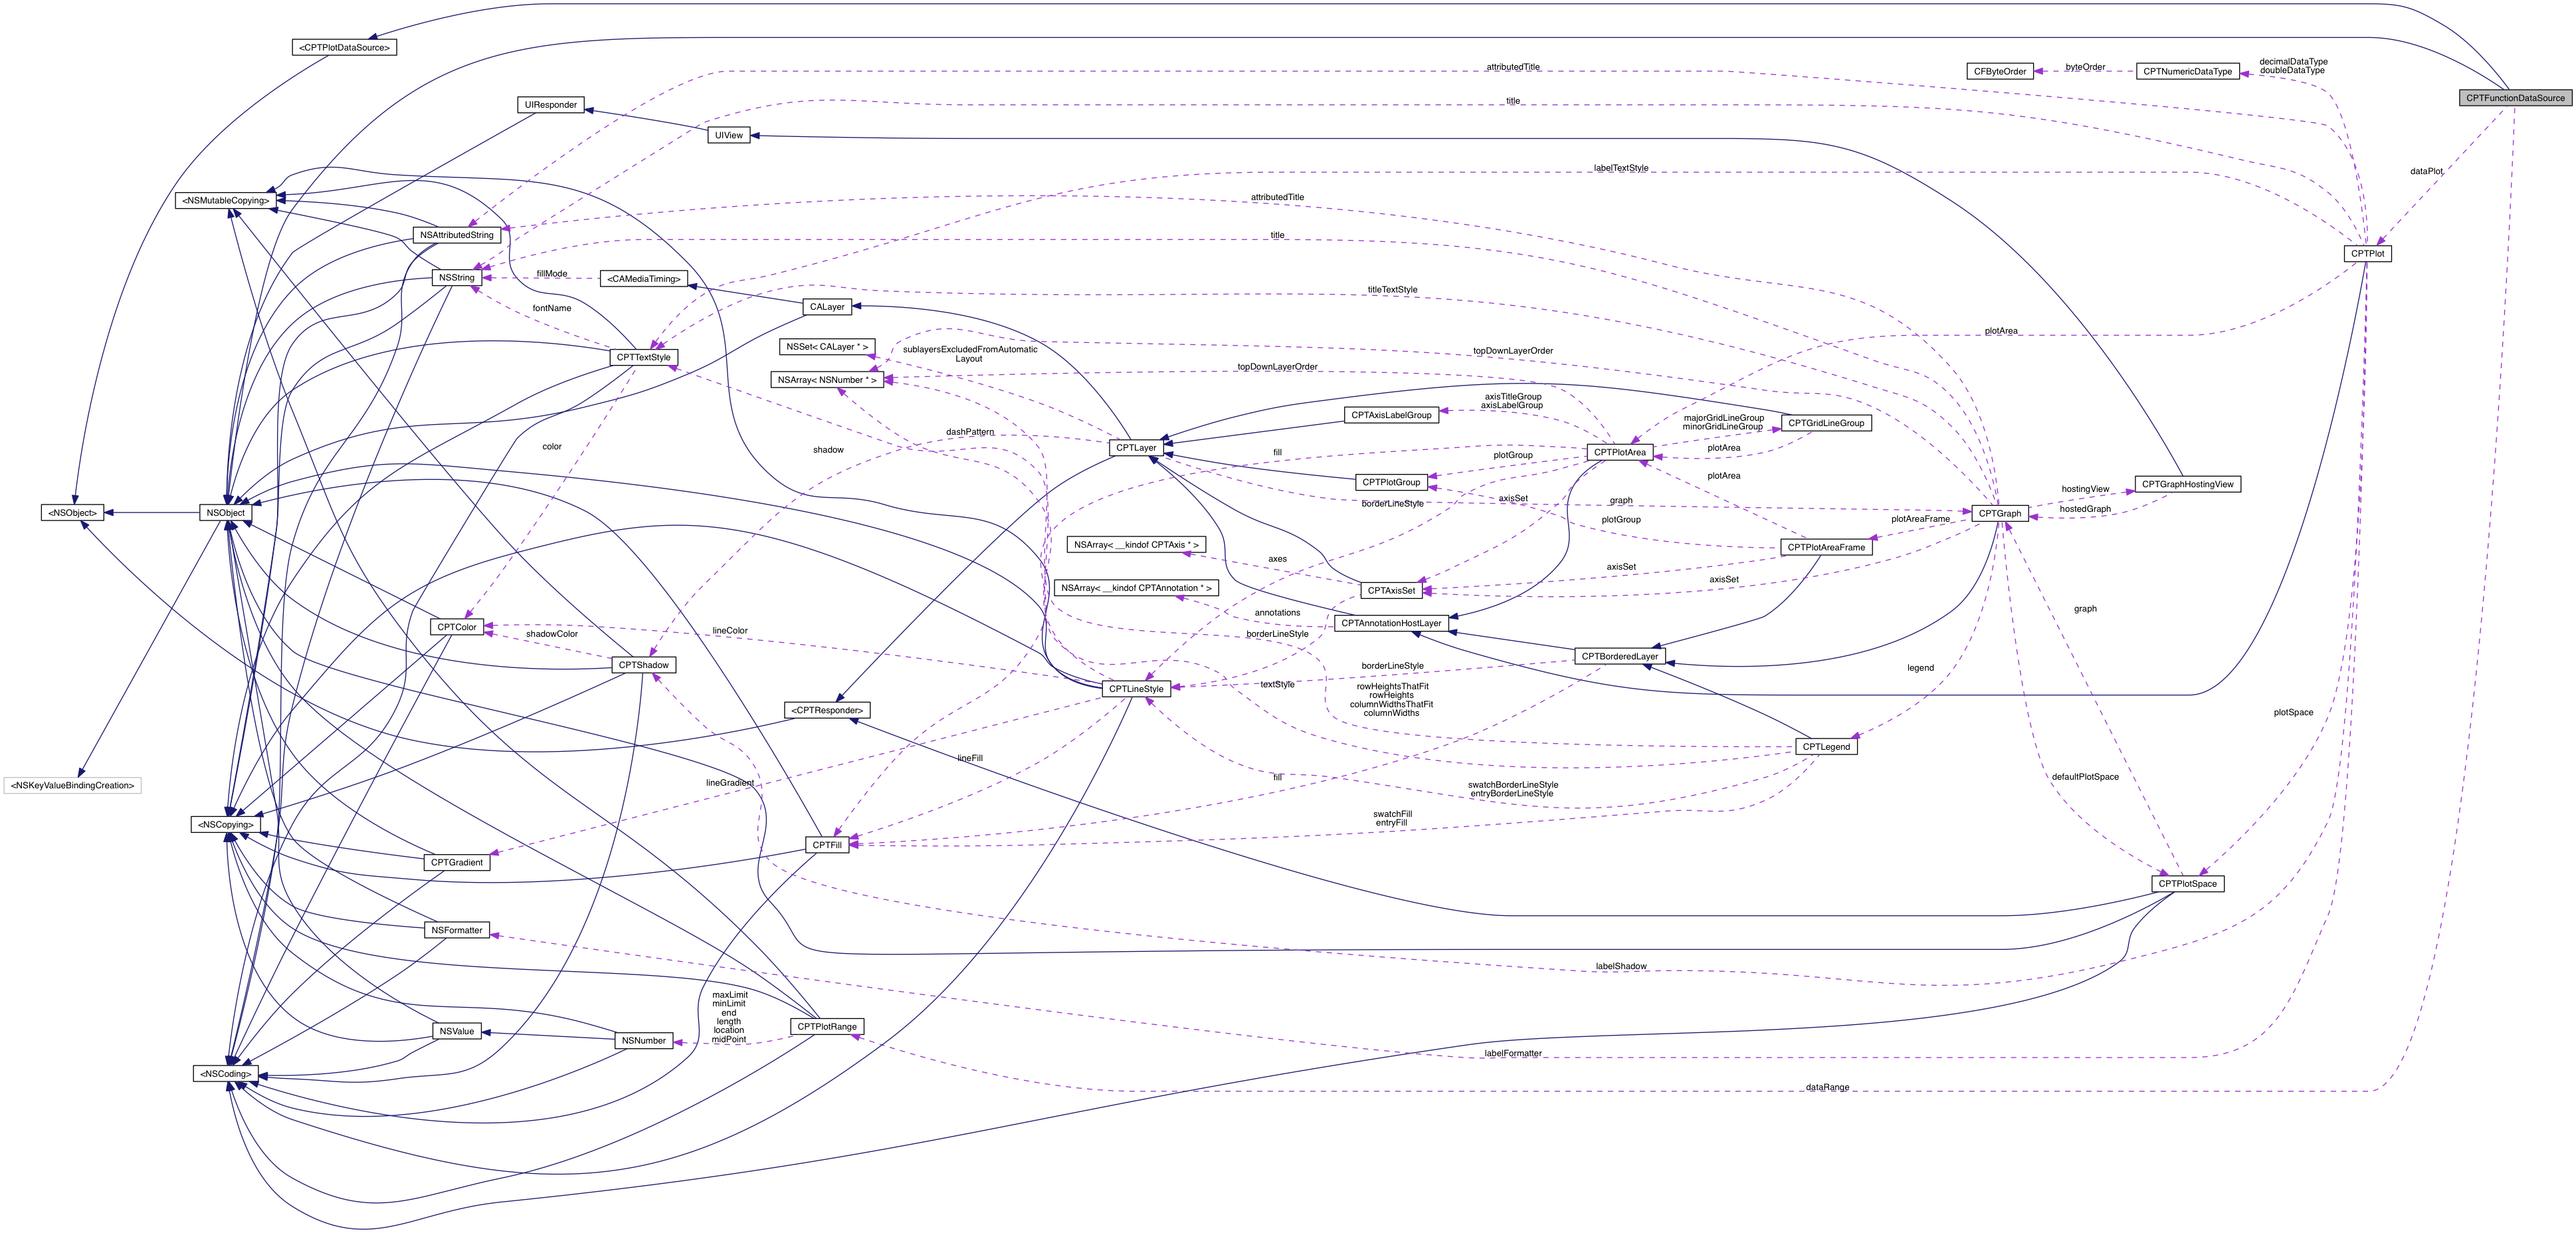 <CPTPlotDataSource>
attributedTitle
CFByteOrder
byteOrder
CPTNumericDataType
decimalDataType
doubleDataType
CPTFunctionDataSource
UIResponder
title
UIView
labelTextStyle
dataPlot
<NSMutableCopying>
attributedTitle
NSAttributedString
title
CPTPlot
NSString
fillMode
<CAMediaTiming>
titleTextStyle
fontName
CALayer
plotArea
NSSet< CALayer * >
CPTTextStyle
sublayersExcludedFromAutomatic
Layout
topDownLayerOrder
NSArray< NSNumber * >
topDownLayerOrder
axisTitleGroup
axisLabelGroup
CPTAxisLabelGroup
majorGridLineGroup
minorGridLineGroup
CPTGridLineGroup
color
dashPattern
shadow
CPTLayer
fill
plotGroup
CPTPlotArea
plotArea
CPTPlotGroup
plotArea
CPTGraphHostingView
hostingView
hostedGraph
borderLineStyle
axisSet
graph
<NSObject>
NSObject
plotGroup
plotAreaFrame
CPTGraph
NSArray< __kindof CPTAxis * >
CPTPlotAreaFrame
axes
axisSet
axisSet
NSArray< __kindof CPTAnnotation * >
CPTAxisSet
graph
annotations
CPTAnnotationHostLayer
CPTColor
shadowColor
lineColor
borderLineStyle
CPTShadow
CPTBorderedLayer
borderLineStyle
legend
CPTLineStyle
textStyle
rowHeightsThatFit
rowHeights
columnWidthsThatFit
columnWidths
<CPTResponder>
plotSpace
CPTLegend
lineFill
lineGradient
fill
swatchBorderLineStyle
entryBorderLineStyle
defaultPlotSpace
<NSKeyValueBindingCreation>
swatchFill
entryFill
<NSCopying>
CPTFill
CPTGradient
CPTPlotSpace
NSFormatter
labelShadow
maxLimit
minLimit
end
length
location
midPoint
CPTPlotRange
NSValue
NSNumber
labelFormatter
<NSCoding>
dataRange